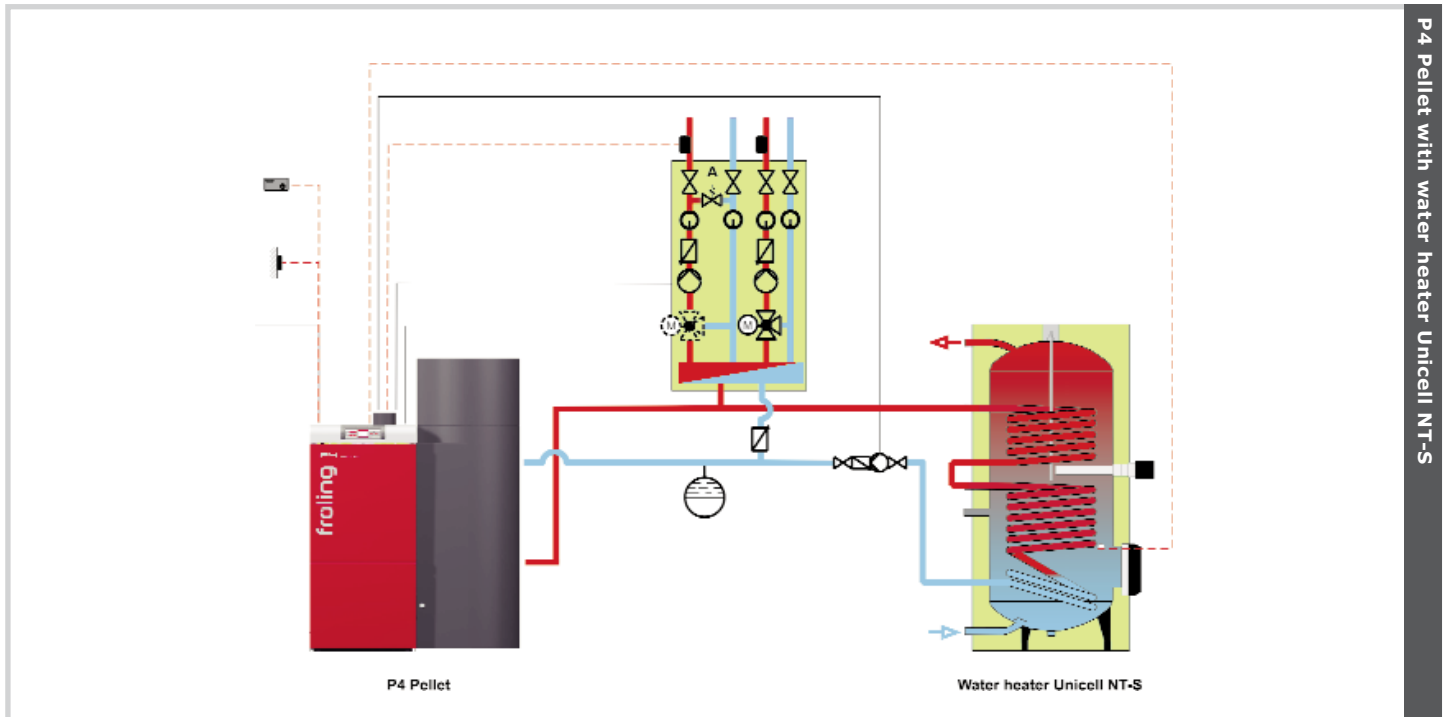 P4 Pellet with water heater Unicell NT-S
A
M
M
froling
P4 Pellet
Water heater Unicell NT-S